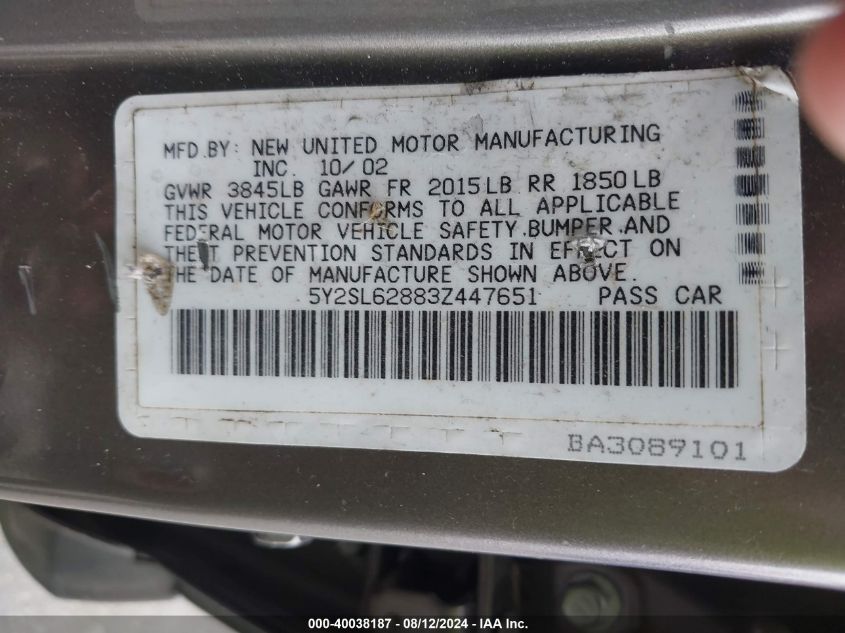 MFD.BY: NEW UNITED MOTOR MANUFACTURING
INC. 10/02
GVWR 3845LB GAWR FR 2015LB RR 1850LB
THIS VEHICLE CONFORMS TO ALL APPLICABLE
FEDERAL MOTOR VEHICLE SAFETY.BUMPER.AND
THEFT PREVENTION STANDARDS IN EFFECT ON
THE DATE OF MANUFACTURE SHOWN ABOVE.
5Y2SL62883Z447651 PASS CAR
BA3089101
000-40038187 - 08/12/2024 - IAA Inc.